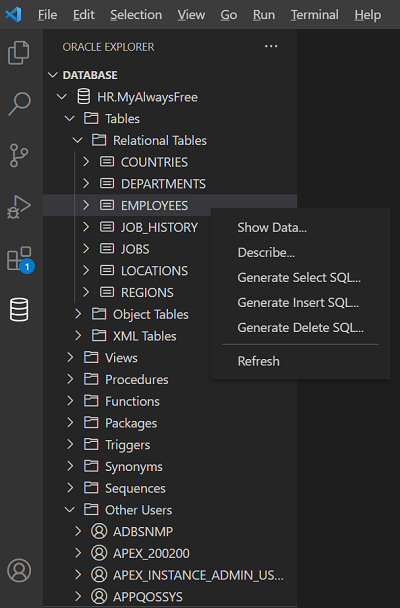 File Edit Selection View Go Run Terminal Help
ORACLE EXPLORER
DATABASE
HR.MyAlwaysFree
Tables
Relational Tables
COUNTRIES
DEPARTMENTS
EMPLOYEES
JOB_HISTORY
JOBS
LOCATIONS
REGIONS
Object Tables
XML Tables
Views
Procedures
Functions
Packages
Triggers
Synonyms
Sequences
Other Users
ADBSNMP
APEX_200200
APEX_INSTANCE_ADMIN_US...
APPQOSSYS
Show Data...
Describe...
Generate Select SQL...
Generate Insert SQL...
Generate Delete SQL...
Refresh
1